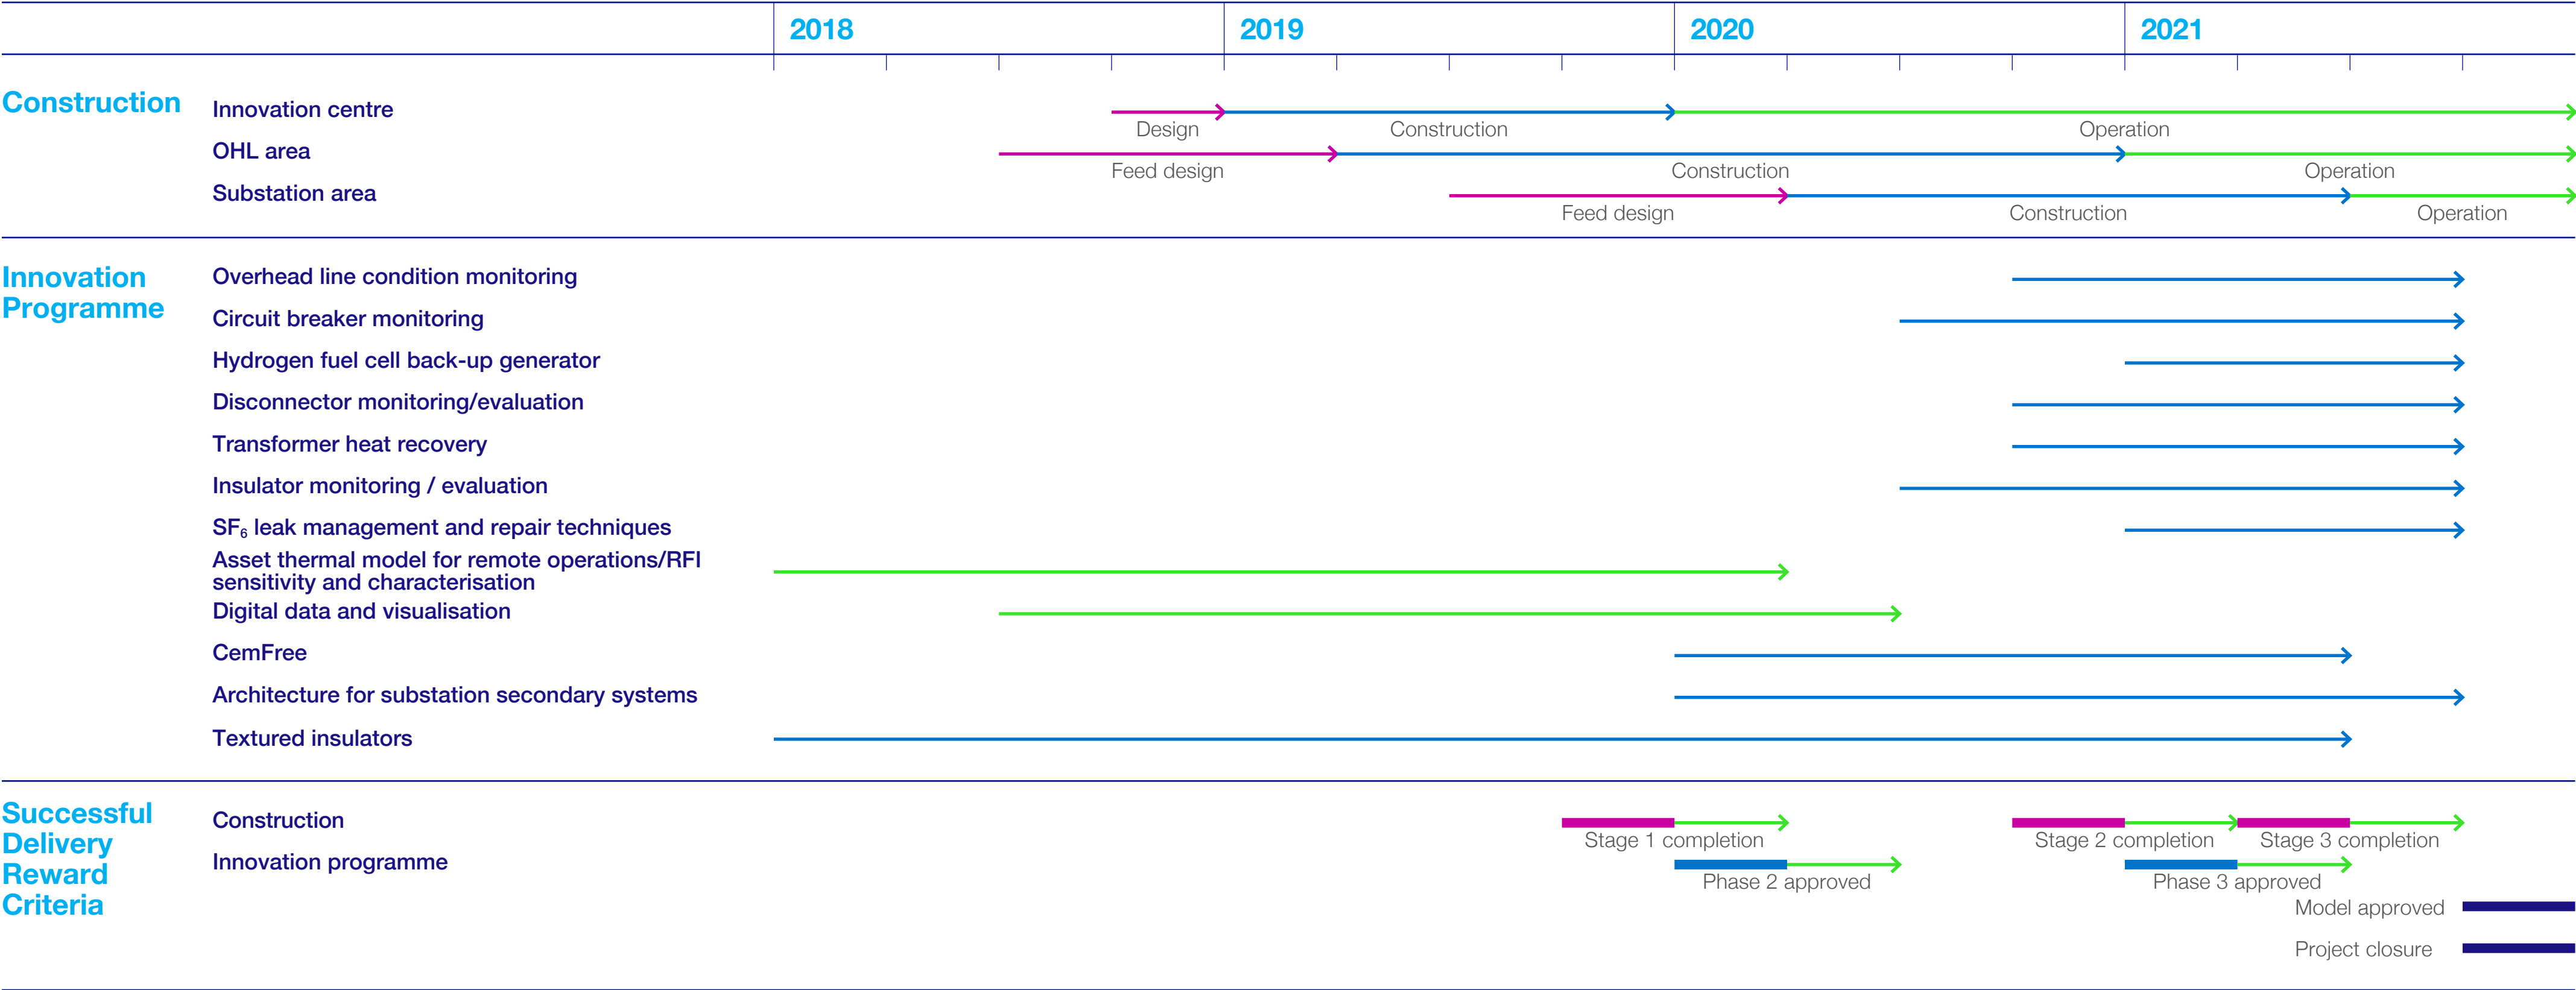 2018 2019 2020 2021
Construction
Innovation centre
Design Construction Operation
OHL area
Feed design Construction Operation
Substation area
Feed design Construction Operation
Innovation
Programme
Overhead line condition monitoring
Circuit breaker monitoring
Hydrogen fuel cell back-up generator
Disconnector monitoring/evaluation
Transformer heat recovery
Insulator monitoring / evaluation
SF₆ leak management and repair techniques
Asset thermal model for remote operations/RFI
sensitivity and characterisation
Digital data and visualisation
CemFree
Architecture for substation secondary systems
Textured insulators
Successful
Delivery
Reward
Criteria
Construction
Stage 1 completion Stage 2 completion Stage 3 completion
Innovation programme
Phase 2 approved Phase 3 approved
Model approved
Project closure